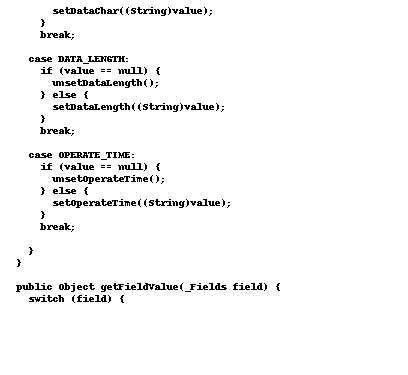 setDataChar((String)value);
}
break;
case DATA_LENGTH:
if (value == null) {
unsetDataLength();
} else {
setDataLength((String)value);
}
break;
case OPERATE_TIME:
if (value == null) {
unsetOperateTime();
} else {
setOperateTime((String)value);
}
break;
}
}
public Object getFieldValue(_Fields field) {
switch (field) {